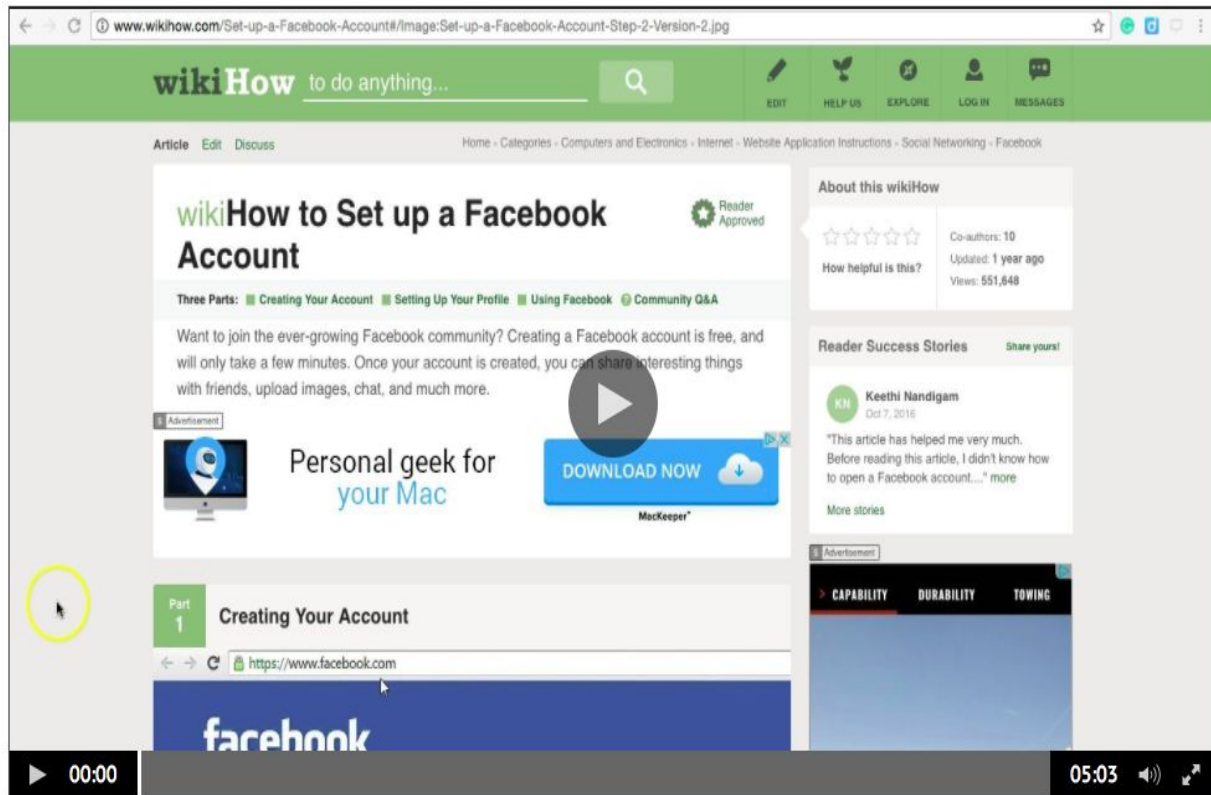 www.wikihow.com/Set-up-a-Facebook-Account#/Image:Set-up-a-Facebook-Account-Step-2-Version-2.jpg
wikiHow to do anything...
EDIT HELP US EXPLORE LOG IN MESSAGES
Article Edit Discuss
Home - Categories - Computers and Electronics - Internet - Website Application Instructions - Social Networking - Facebook
wikiHow to Set up a Facebook
Account
Reader
Approved
Three Parts: Creating Your Account Setting Up Your Profile Using Facebook Community Q&A
Want to join the ever-growing Facebook community? Creating a Facebook account is free, and
will only take a few minutes. Once your account is created, you can share interesting things
with friends, upload images, chat, and much more.
Advertisement
Personal geek for
your Mac
DOWNLOAD NOW
MacKeeper
Part
1
Creating Your Account
https://www.facebook.com
facebook
About this wikiHow
How helpful is this?
Co-authors: 10
Updated: 1 year ago
Views: 551,648
Reader Success Stories Share yours!
KN
Keethi Nandigam
Oct 7, 2016
"This article has helped me very much.
Before reading this article, I didn't know how
to open a Facebook account...." more
More stories
Advertisement
CAPABILITY DURABILITY TOWING
00:00 05:03